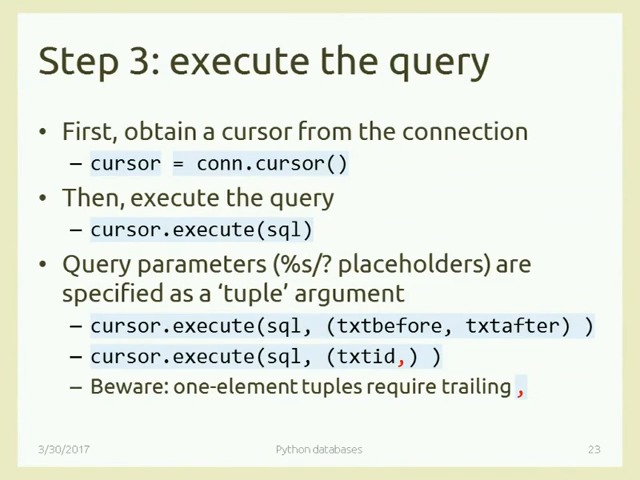 Step 3: execute the query
• First, obtain a cursor from the connection
– cursor = conn.cursor()
• Then, execute the query
– cursor.execute(sql)
• Query parameters (%s/? placeholders) are
specified as a ‘tuple’ argument
– cursor.execute(sql, (txtbefore, txtafter) )
– cursor.execute(sql, (txtid,) )
– Beware: one-element tuples require trailing ,
3/30/2017 Python databases 23